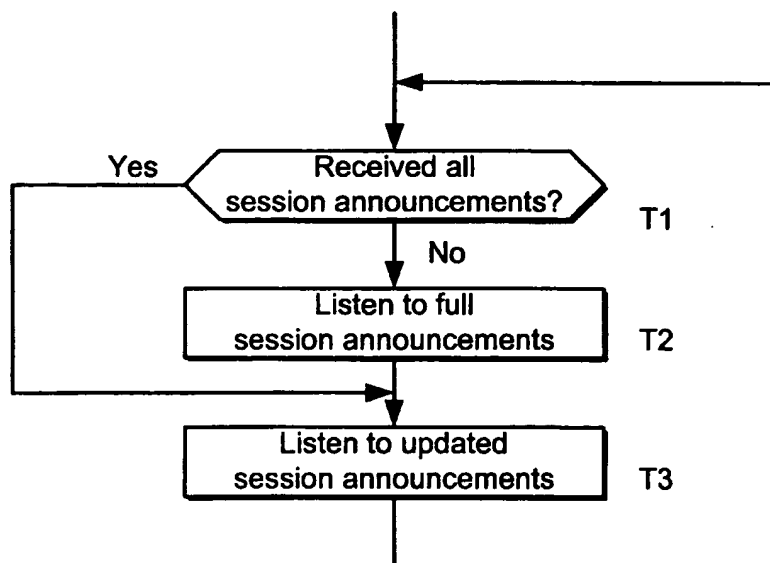 Yes
Received all
session announcements?
T1
No
Listen to full
session announcements
T2
Listen to updated
session announcements
T3